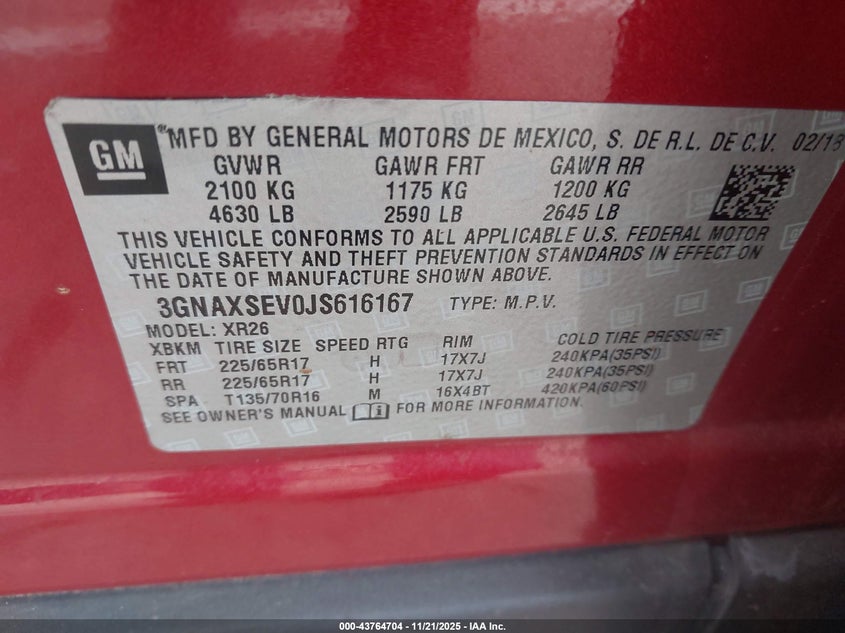 GM
®MFD BY GENERAL MOTORS DE MEXICO, S. DE R.L. DE C.V. 02/18
GVWR GAWR FRT GAWR RR
2100 KG 1175 KG 1200 KG
4630 LB 2590 LB 2645 LB
THIS VEHICLE CONFORMS TO ALL APPLICABLE U.S. FEDERAL MOTOR
VEHICLE SAFETY AND THEFT PREVENTION STANDARDS IN EFFECT ON
THE DATE OF MANUFACTURE SHOWN ABOVE.
3GNAXSEV0JS616167 TYPE: M.P.V.
MODEL: XR26
XBKM TIRE SIZE SPEED RTG RIM COLD TIRE PRESSURE
FRT 225/65R17 H 17X7J 240KPA(35PSI)
RR 225/65R17 H 17X7J 240KPA(35PSI)
SPA T135/70R16 M 16X4BT 420KPA(60PSI)
SEE OWNER'S MANUAL FOR MORE INFORMATION.
000-43764704 | 11/21/2025 - IAA Inc.